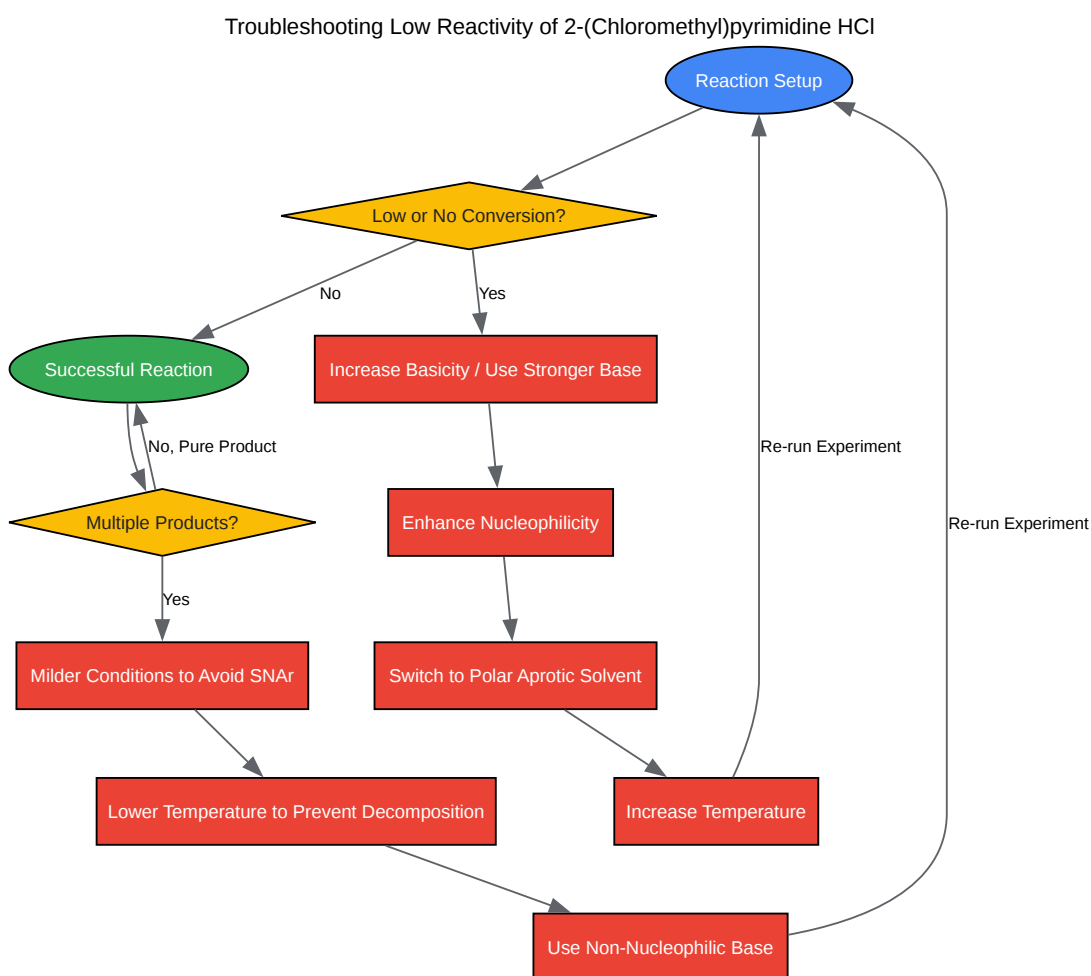 Troubleshooting Low Reactivity of 2-(Chloromethyl)pyrimidine HCl
Reaction Setup
Low or No Conversion?
No
Yes
Successful Reaction
Increase Basicity / Use Stronger Base
No, Pure Product
Re-run Experiment
Multiple Products?
Enhance Nucleophilicity
Re-run Experiment
Yes
Milder Conditions to Avoid SNAr
Switch to Polar Aprotic Solvent
Lower Temperature to Prevent Decomposition
Increase Temperature
Use Non-Nucleophilic Base